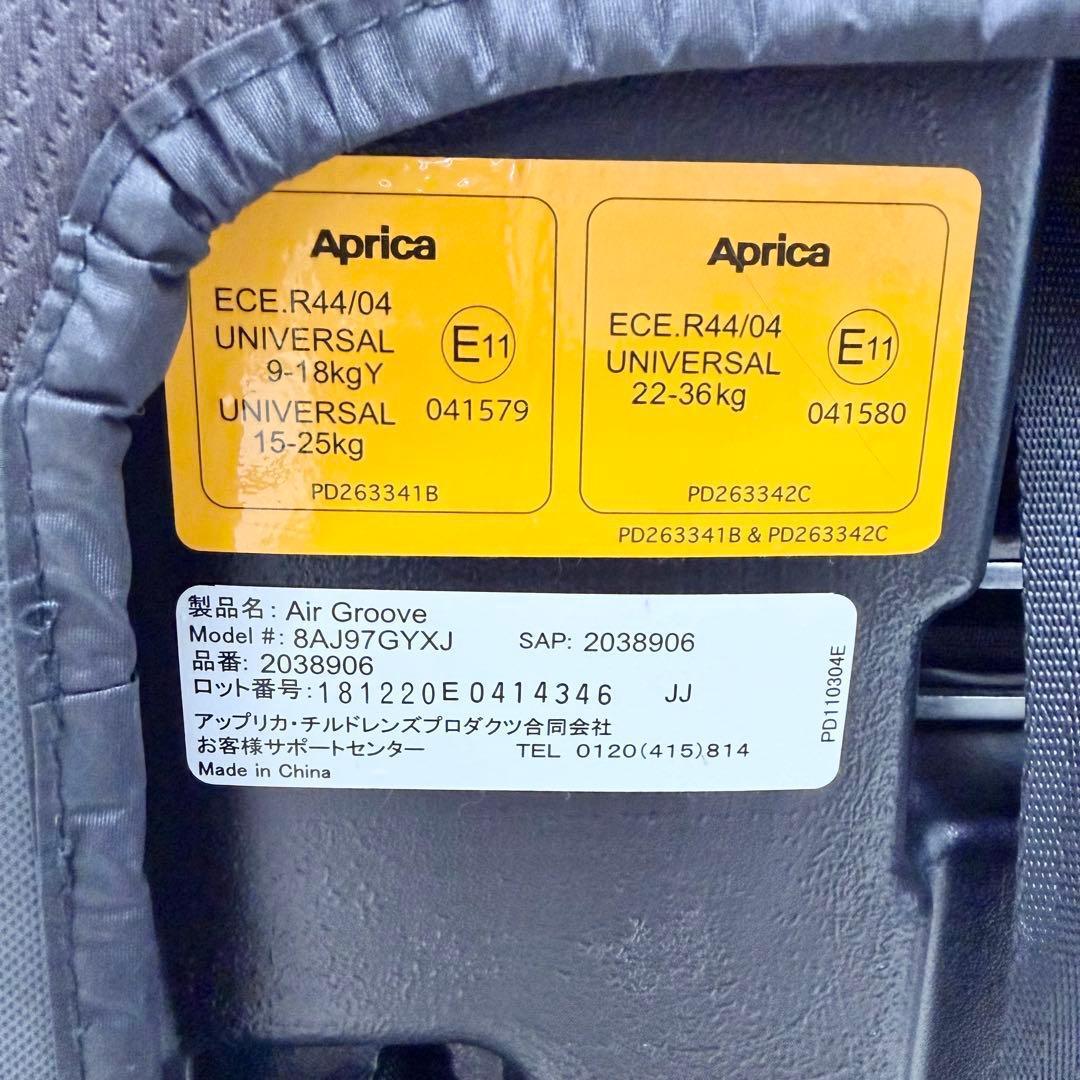 Aprica
ECE.R44/04
UNIVERSAL
9-18kgY
E11
UNIVERSAL
15-25kg
041579
PD263341B
Aprica
ECE.R44/04
UNIVERSAL
22-36kg
E11
041580
PD263342C
PD263341B & PD263342C
製品名: Air Groove
Model #: 8AJ97GYXJ SAP: 2038906
品番: 2038906
ロット番号:181220E0414346 JJ
アップリカ・チルドレンズプロダクツ合同会社
お客様サポートセンター TEL 0120(415)814
Made in China
PD110304E